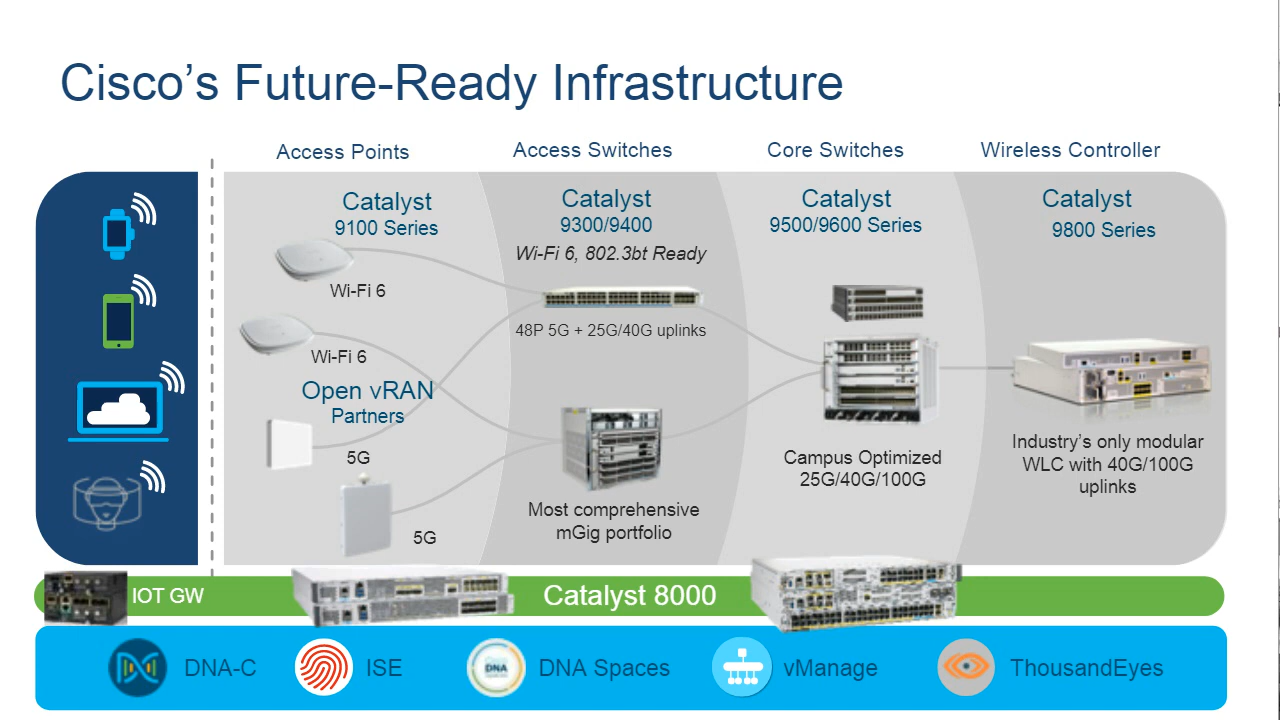 Cisco's Future-Ready Infrastructure
Access Points
Access Switches
Core Switches
Wireless Controller
Catalyst
9100 Series
Wi-Fi 6
Wi-Fi 6
Open vRAN
Partners
5G
5G
Catalyst
9300/9400
Wi-Fi 6, 802.3bt Ready
48P 5G + 25G/40G uplinks
Most comprehensive
mGig portfolio
Catalyst
9500/9600 Series
Campus Optimized
25G/40G/100G
Catalyst
9800 Series
Industry's only modular
WLC with 40G/100G
uplinks
IOT GW
Catalyst 8000
DNA-C
ISE
DNA
DNA Spaces
vManage
ThousandEyes